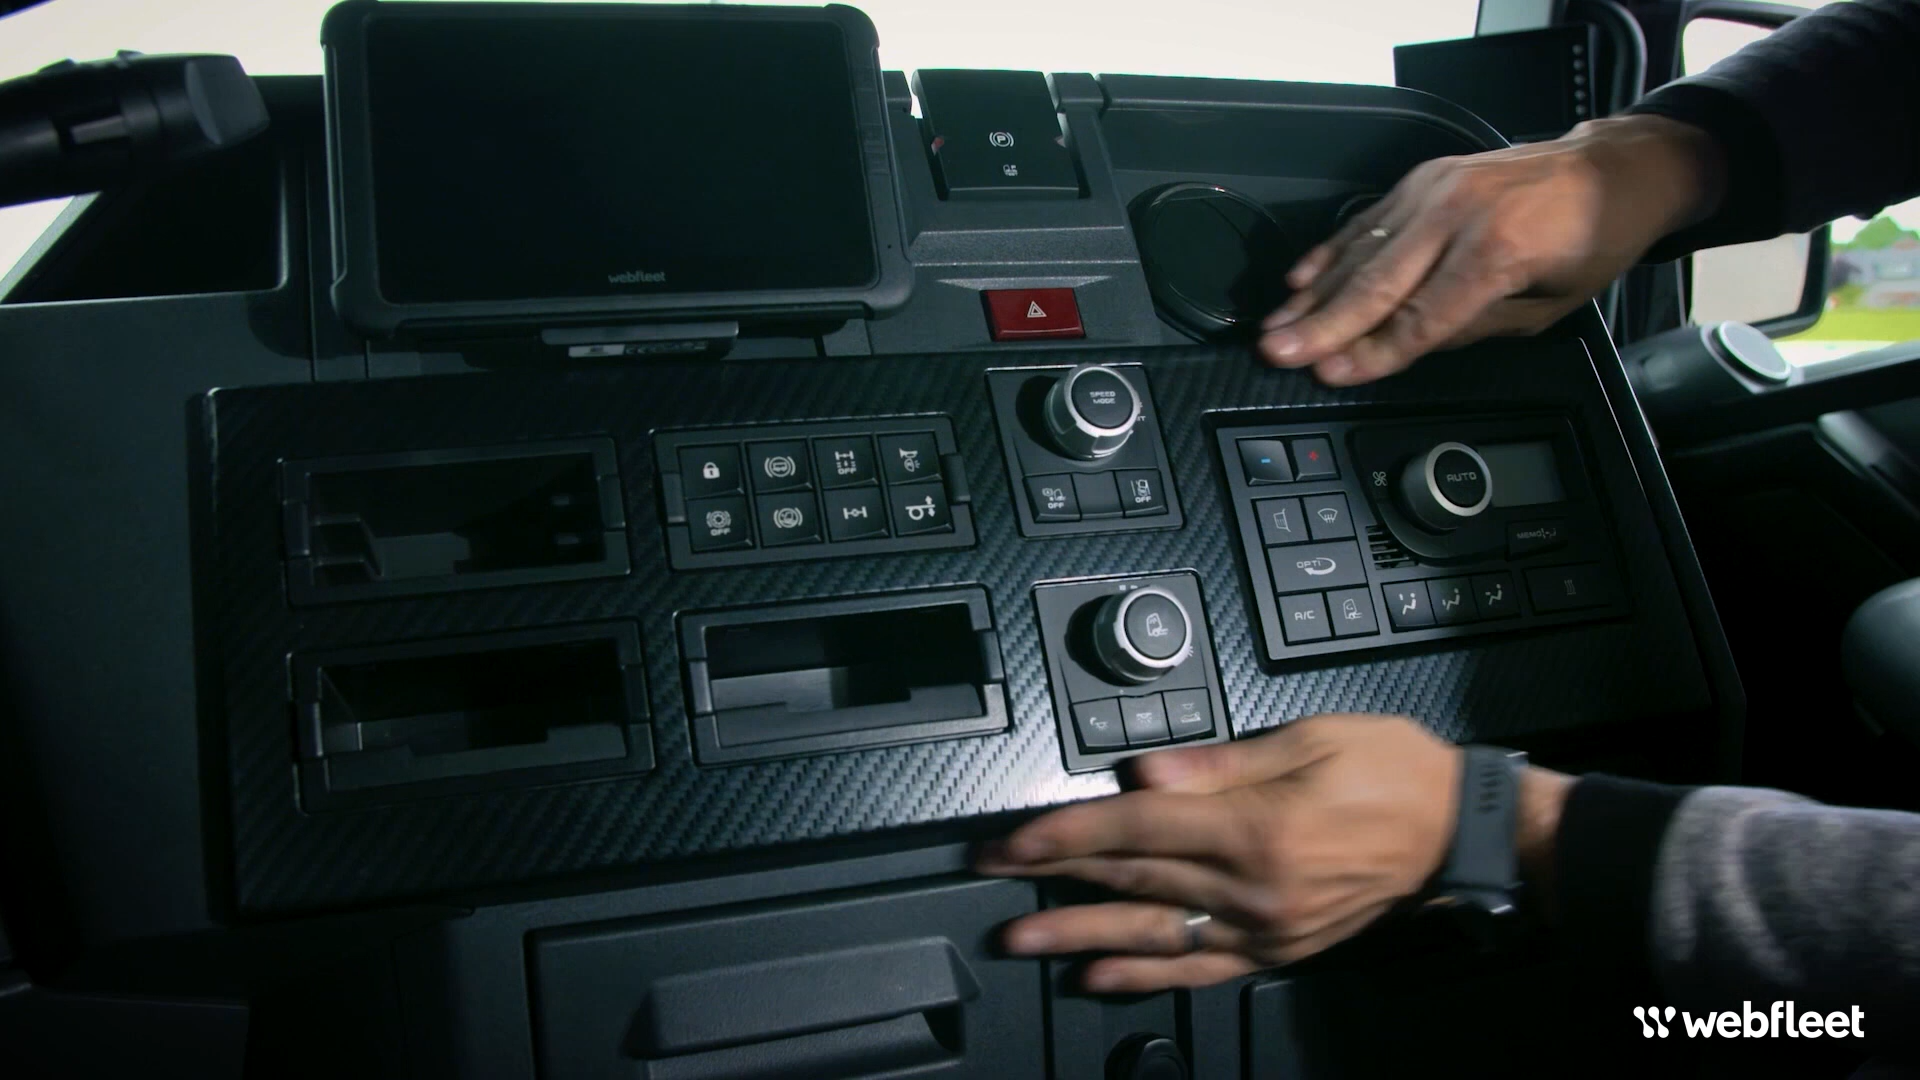 webfleet
P
SPEED
MODE
OFF
OFF
OFF
OFF
AUTO
MEMO
OPTI
A/C
webfleet